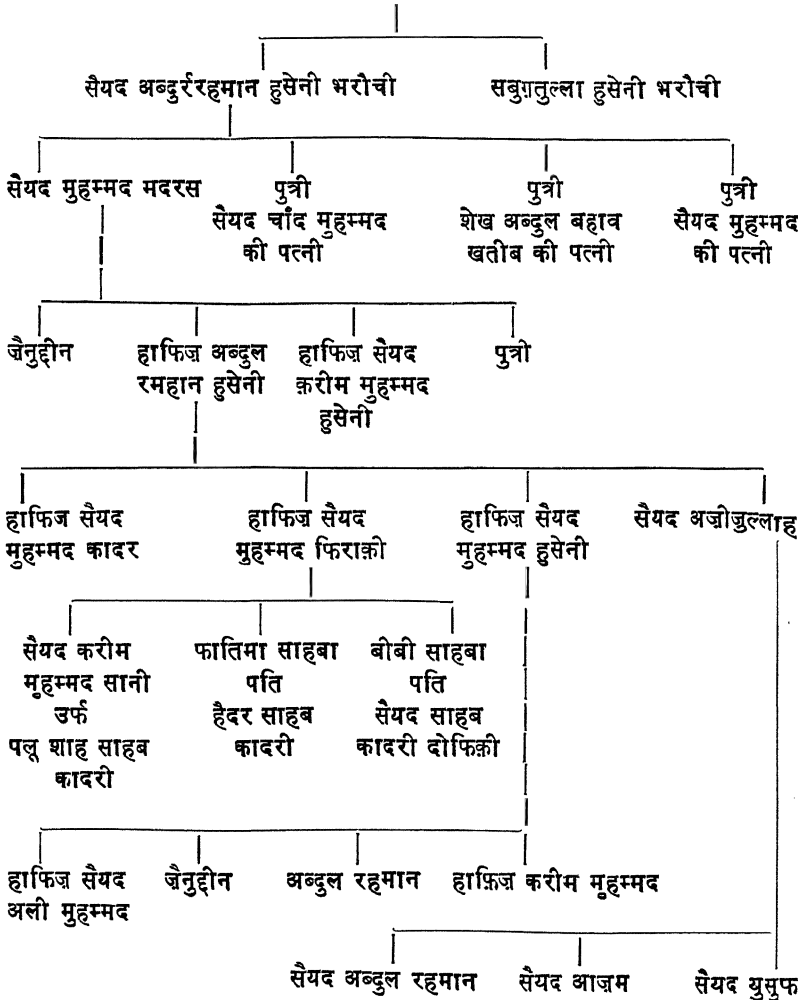 सैयद अब्दुर्ररहमान हुसेनी भरौची सबुग़तुल्ला हुसेनी भरौची
सैयद मुहम्मद मदरस पुत्री पुत्री पुत्री
सैयद चाँद मुहम्मद शेख अब्दुल बहाव सैयद मुहम्मद
की पत्नी खतीब की पत्नी की पत्नी
ज़ैनुद्दीन हाफिज़ अब्दुल हाफिज़ सैयद पुत्री
रमहान हुसेनी क़रीम मुहम्मद
हुसेनी
हाफिज सैयद हाफिज़ सैयद हाफिज़ सैयद सैयद अज़ीज़ुल्लाह
मुहम्मद कादर मुहम्मद फिराक़ी मुहम्मद हुसेनी
सैयद करीम फातिमा साहबा बीबी साहबा
मुहम्मद सानी पति पति
उर्फ हैदर साहब सैयद साहब
पलू शाह साहब कादरी कादरी दोफिक़ी
कादरी
हाफिज़ सैयद ज़ैनुद्दीन अब्दुल रहमान हाफ़िज़ करीम मुहम्मद
अली मुहम्मद
सैयद अब्दुल रहमान सैयद आज़म सैयद युसुफ